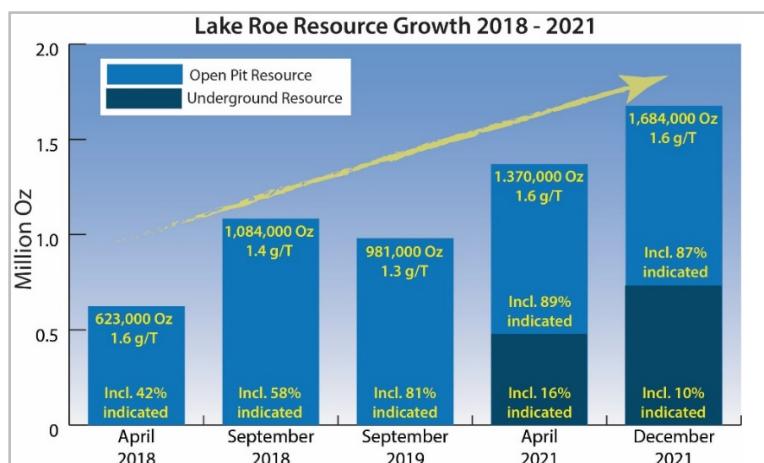 Lake Roe Resource Growth 2018 - 2021
Million Oz
2.0
1.5
1.0
0.5
0
Open Pit Resource
Underground Resource
623,000 Oz
1.6 g/T
Incl. 42%
indicated
1,084,000 Oz
1.4 g/T
Incl. 58%
indicated
981,000 Oz
1.3 g/T
Incl. 81%
indicated
1.370,000 Oz
1.6 g/T
Incl. 89%
indicated
Incl. 16%
indicated
1,684,000 Oz
1.6 g/T
Incl. 87%
indicated
Incl. 10%
indicated
April
2018
September
2018
September
2019
April
2021
December
2021